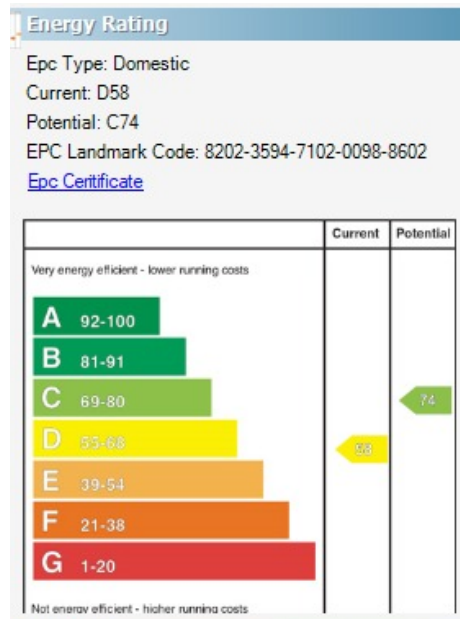 Energy Rating
Epc Type: Domestic
Current: D58
Potential: C74
EPC Landmark Code: 8202-3594-7102-0098-8602
Epc Ceritificate
Current Potential
Very energy efficient - lower running costs
A 92-100
B 81-91
C 69-80
74
D 55-68
58
E 39-54
F 21-38
G 1-20
Not energy efficient - higher running costs